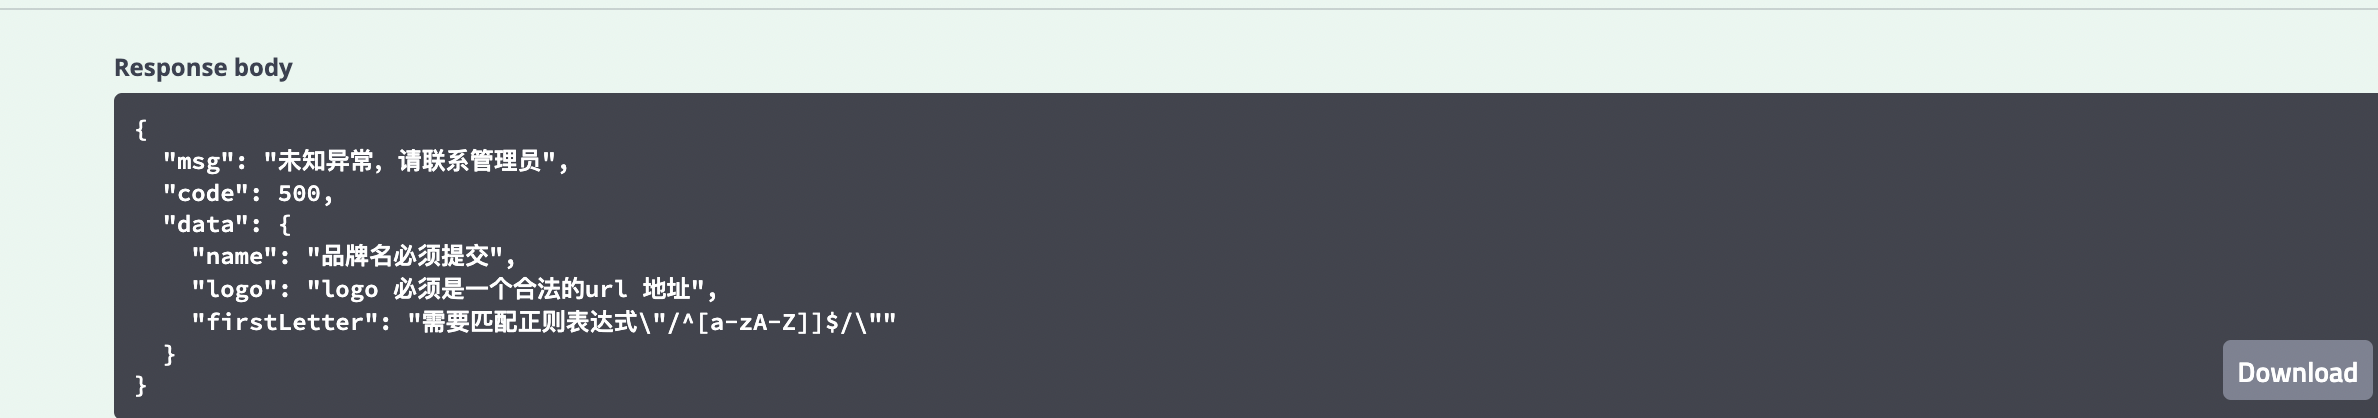 Response body
{
  "msg": "未知异常，请联系管理员",
  "code": 500,
  "data": {
    "name": "品牌名必须提交",
    "logo": "logo 必须是一个合法的url 地址",
    "firstLetter": "需要匹配正则表达式\"/^[a-zA-Z]]$/\""
  }
}
Download